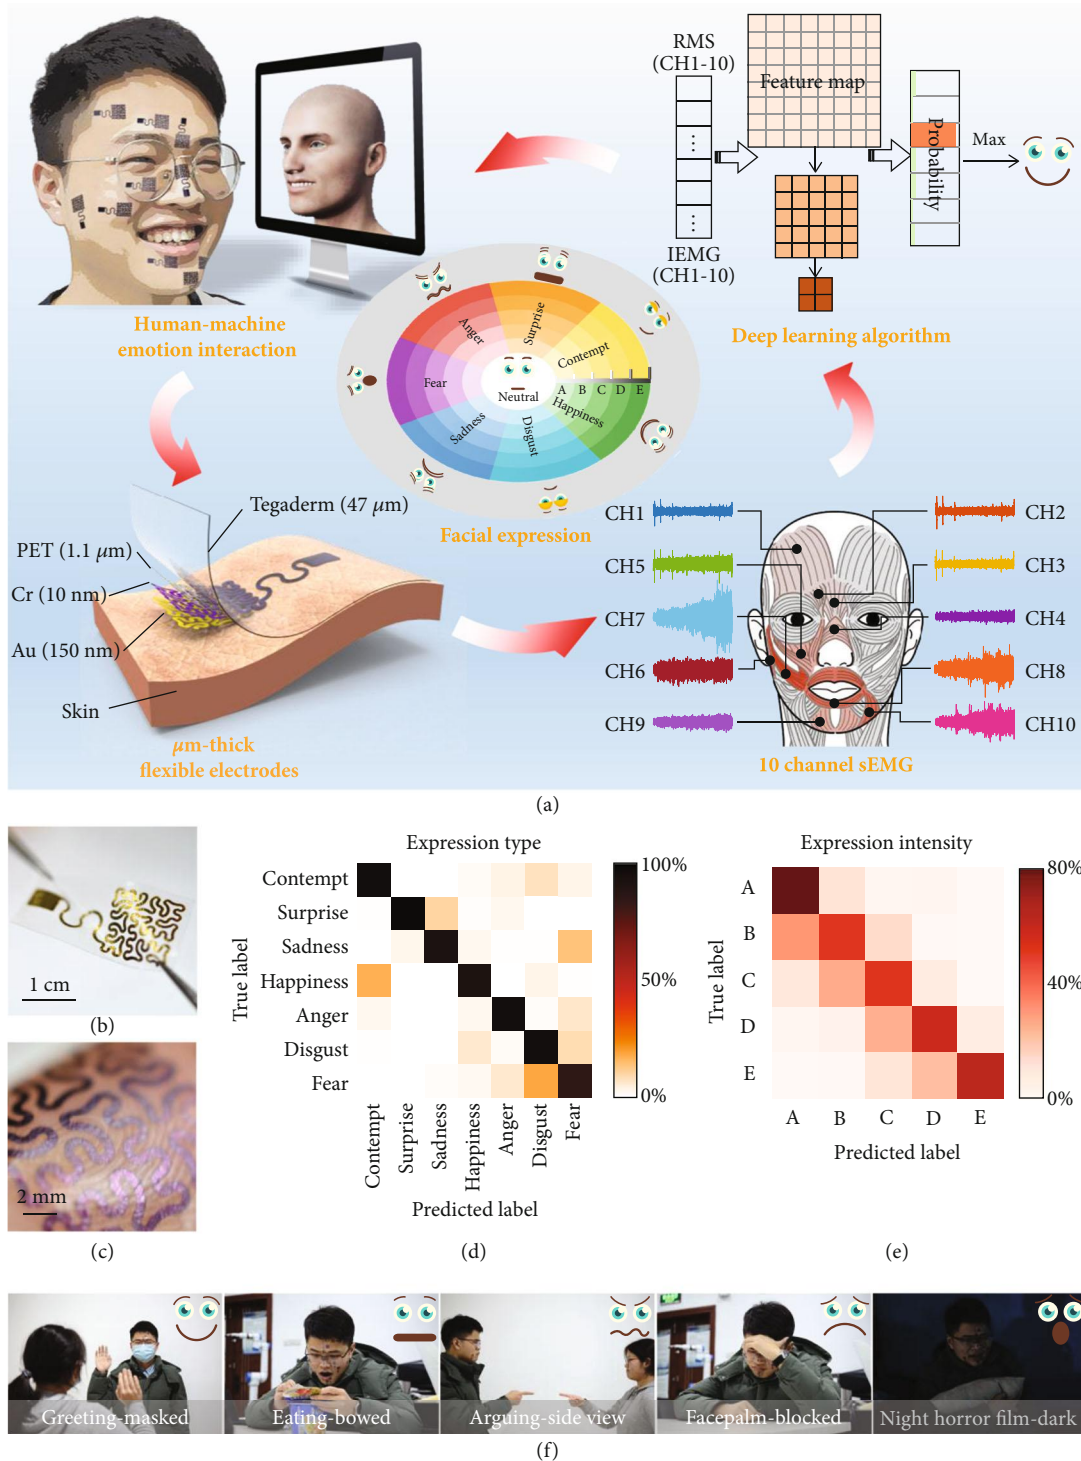 RMS
(CH1-10)
Feature map
Probability
Max
⋮
⋮
IEMG
(CH1-10)
Human-machine
emotion interaction
Deep learning algorithm
Anger
Surprise
Contempt
Fear
Neutral
A B C D E
Happiness
Sadness
Disgust
Facial expression
Tegaderm (47 μm)
PET (1.1 μm)
Cr (10 nm)
Au (150 nm)
Skin
μm-thick
flexible electrodes
CH1
CH2
CH5
CH3
CH7
CH4
CH6
CH8
CH9
CH10
10 channel sEMG
(a)
1 cm
(b)
2 mm
(c)
Expression type
True label
Contempt
Surprise
Sadness
Happiness
Anger
Disgust
Fear
100%
50%
0%
Contempt
Surprise
Sadness
Happiness
Anger
Disgust
Fear
Predicted label
(d)
Expression intensity
True label
A
B
C
D
E
80%
40%
0%
A B C D E
Predicted label
(e)
Greeting-masked
Eating-bowed
Arguing-side view
Facepalm-blocked
Night horror film-dark
(f)